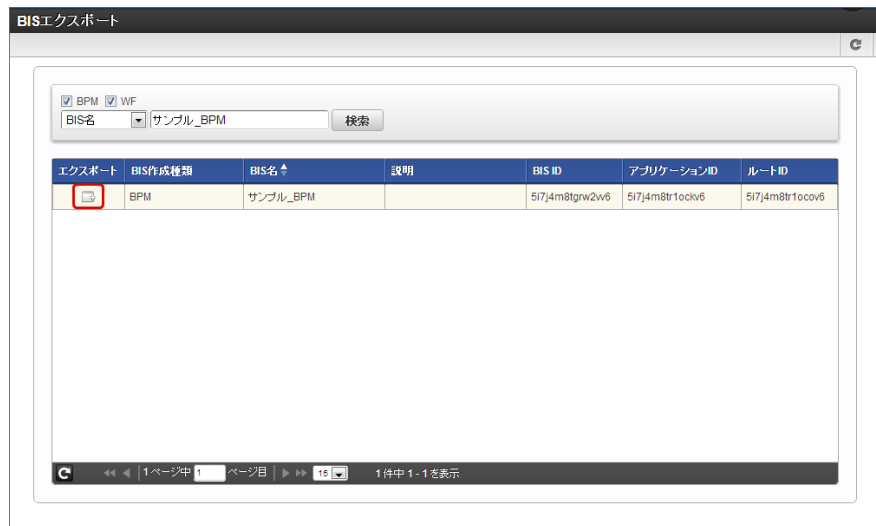 BISエクスポート
BPM WF
BIS名 サンプル_BPM 検索
エクスポート BIS作成種類 BIS名 説明 BIS ID アプリケーションID ルートID
BPM サンプル_BPM 5i7j4m8tgrw2vv6 5i7j4m8tr1ockv6 5i7j4m8tr1ocov6
1 ページ中 1 ページ目 15 1 件中 1 - 1 を表示